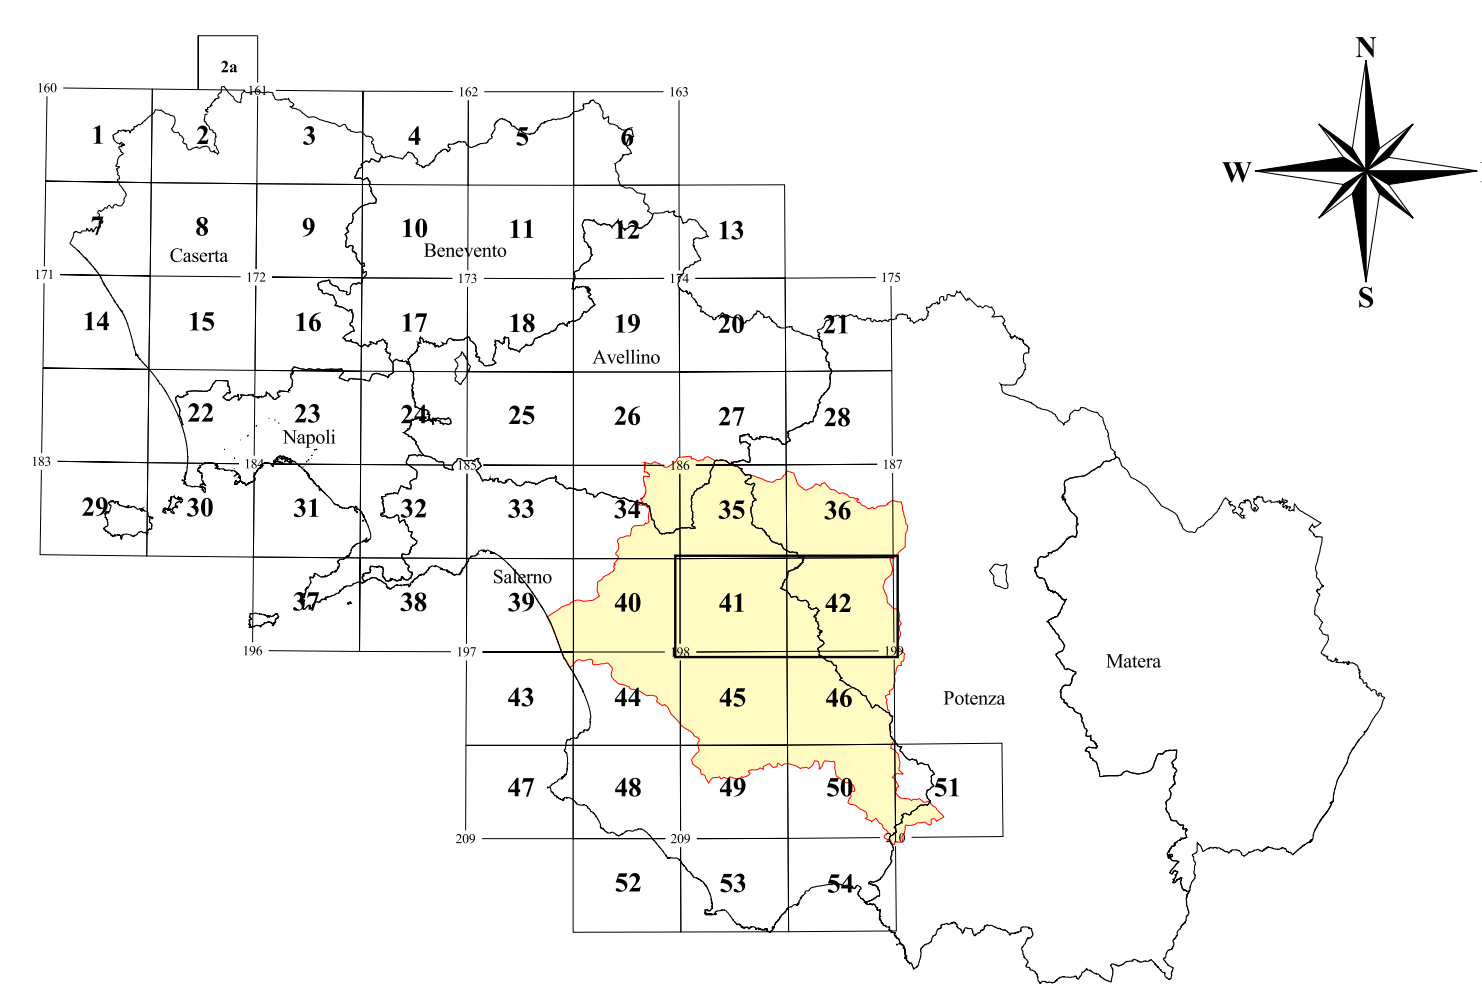 N
2a
160 161 162 163
1 2 3 4 5 6
W
7 8 9 10 11 12 13
Caserta Benevento
171 172 173 174 175
S
14 15 16 17 18 19 20 21
Avellino
22 23 24 25 26 27 28
Napoli
183 184 185 186 187
29 30 31 32 33 34 35 36
Salerno
37 38 39 40 41 42
196 197 198 199
Matera
43 44 45 46
Potenza
47 48 49 50 51
209 209 210
52 53 54